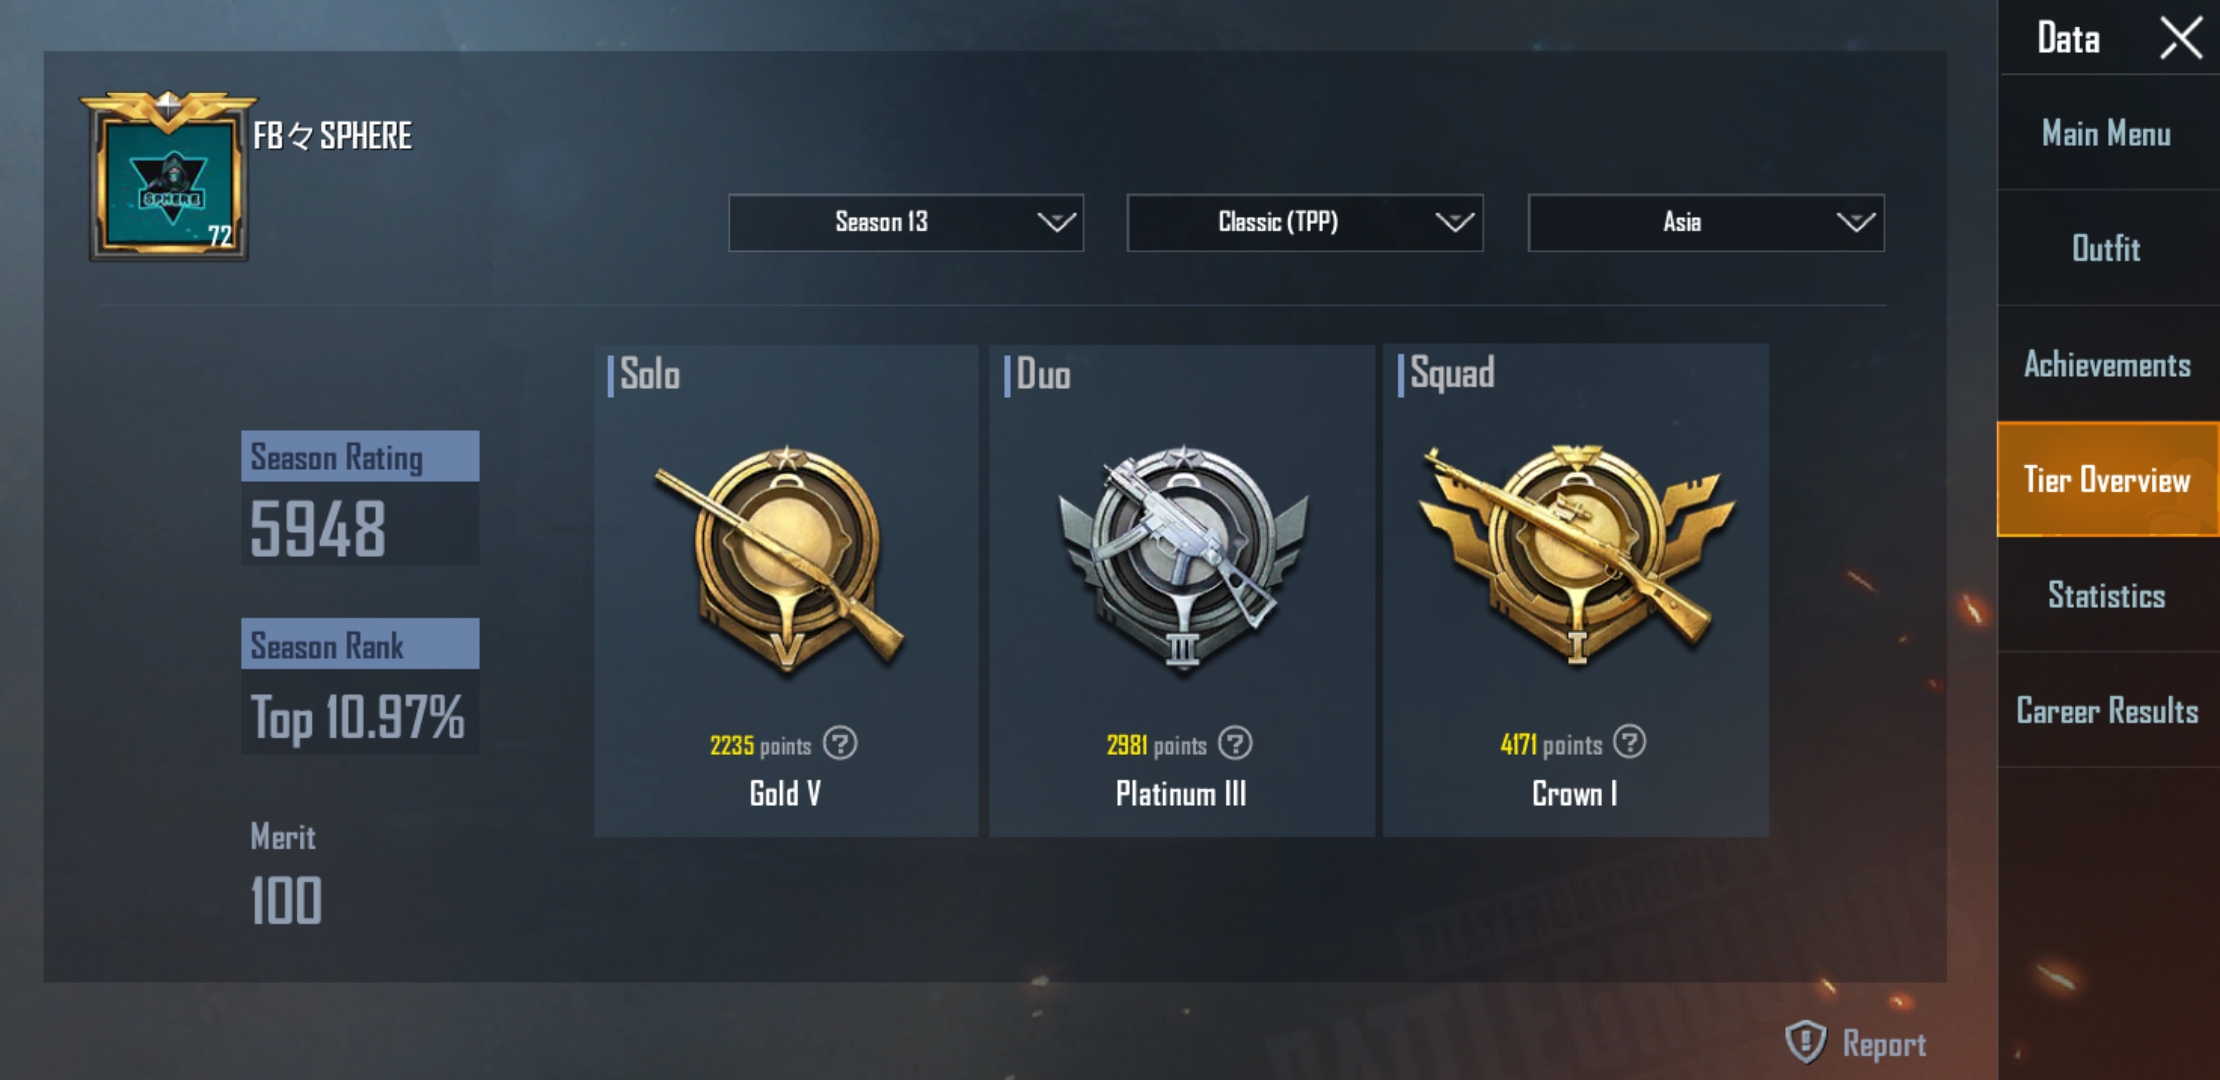 Data
FB々SPHERE
SPHERE
72
Season 13
Classic (TPP)
Asia
Main Menu
Outfit
Achievements
Tier Overview
Statistics
Career Results
Season Rating
5948
Season Rank
Top 10.97%
Merit
100
Solo
V
2235 points ?
Gold V
Duo
III
2981 points ?
Platinum III
Squad
I
4171 points ?
Crown I
PLAYERUNKNOWN'S
BATTLEGROUNDS
Report